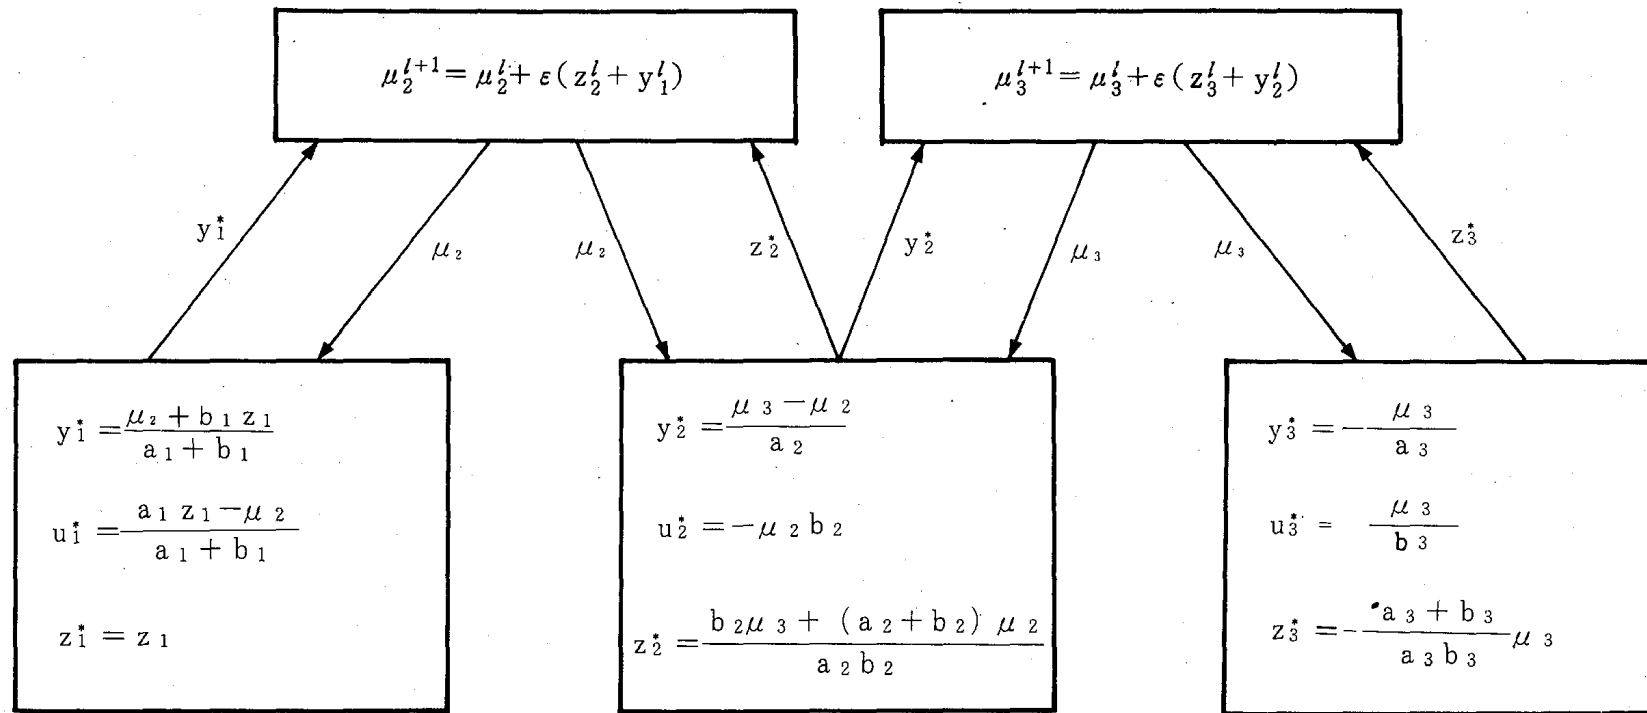 μ₂^{l+1} = μ₂^l + ε(z₂^l + y₁^l)
μ₃^{l+1} = μ₃^l + ε(z₃^l + y₂^l)
y₁*
μ₂
μ₂
z₂*
y₂*
μ₃
μ₃
z₃*
y₁* = (μ₂ + b₁z₁)/(a₁ + b₁)
u₁* = (a₁z₁ − μ₂)/(a₁ + b₁)
z₁* = z₁
y₂* = (μ₃ − μ₂)/a₂
u₂* = −μ₂b₂
z₂* = (b₂μ₃ + (a₂ + b₂)μ₂)/(a₂b₂)
y₃* = −μ₃/a₃
u₃* = μ₃/b₃
z₃* = −(a₃ + b₃)/(a₃b₃) μ₃